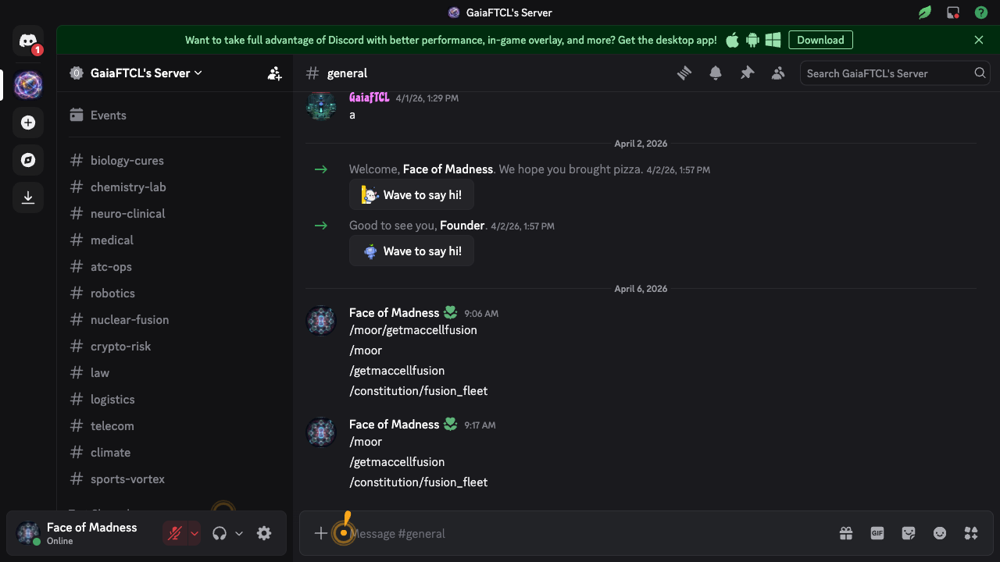 GaiaFTCL's Server
Want to take full advantage of Discord with better performance, in-game overlay, and more? Get the desktop app!
Download
1
GaiaFTCL's Server
general
Search GaiaFTCL's Server
Events
biology-cures
chemistry-lab
neuro-clinical
medical
atc-ops
robotics
nuclear-fusion
crypto-risk
law
logistics
telecom
climate
sports-vortex
Face of Madness
Online
GaiaFTCL 4/1/26, 1:29 PM
a
April 2, 2026
Welcome, Face of Madness. We hope you brought pizza. 4/2/26, 1:57 PM
Wave to say hi!
Good to see you, Founder. 4/2/26, 1:57 PM
Wave to say hi!
April 6, 2026
Face of Madness 9:06 AM
/moor/getmaccellfusion
/moor
/getmaccellfusion
/constitution/fusion_fleet
Face of Madness 9:17 AM
/moor
/getmaccellfusion
/constitution/fusion_fleet
Message #general
GIF